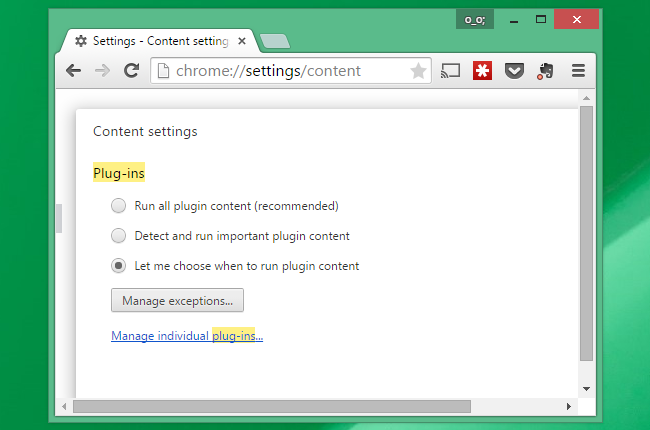 o_o;
Settings - Content setting
chrome://settings/content
Content settings
Plug-ins
Run all plugin content (recommended)
Detect and run important plugin content
Let me choose when to run plugin content
Manage exceptions...
Manage individual plug-ins...